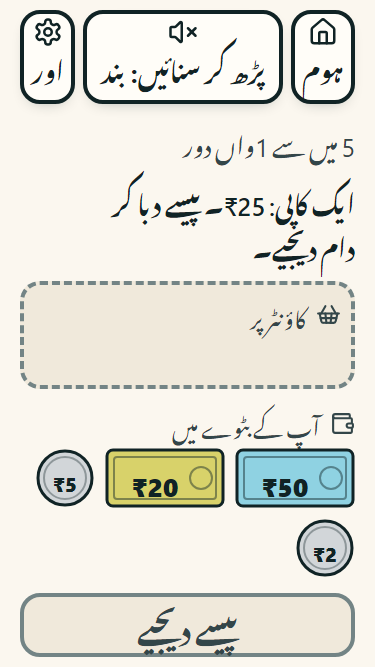 ہوم
پڑھ کر سنائیں: بند
اور
5 میں سے 1واں دور
ایک کاپی: ₹25۔ پیسے دبا کر
دام دیجیے۔
کاؤنٹر پر
آپ کے بٹوے میں
₹50
₹20
₹5
₹2
پیسے دیجیے